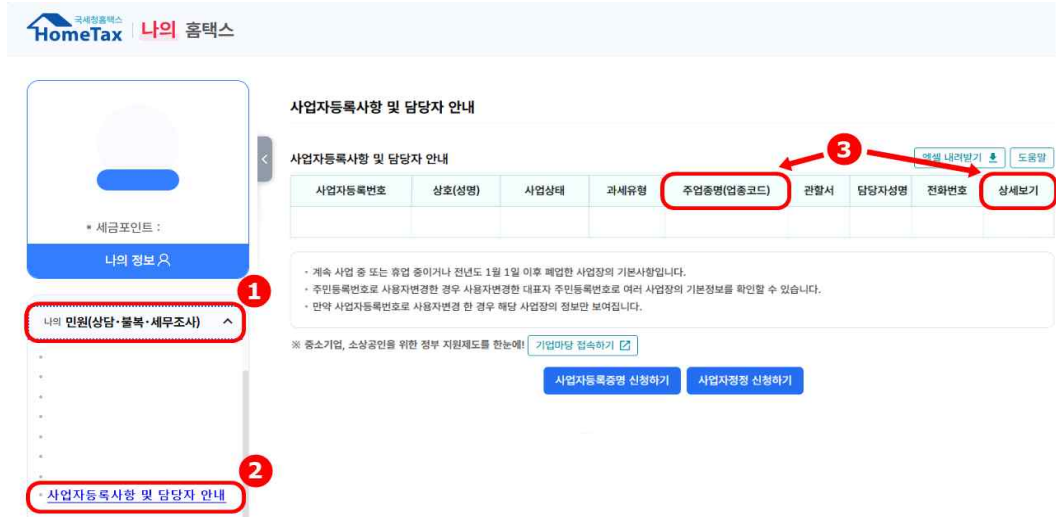 국세청홈택스
HomeTax 나의 홈택스
사업자등록사항 및 담당자 안내
3
사업자등록사항 및 담당자 안내 엑셀 내려받기 도움말
사업자등록번호 상호(성명) 사업상태 과세유형 주업종명(업종코드) 관할서 담당자성명 전화번호 상세보기
• 세금포인트 :
나의 정보
- 계속 사업 중 또는 휴업 중이거나 전년도 1월 1일 이후 폐업한 사업장의 기본사항입니다.
- 주민등록번호로 사용자변경한 경우 사용자변경한 대표자 주민등록번호로 여러 사업장의 기본정보를 확인할 수 있습니다.
- 만약 사업자등록번호로 사용자변경 한 경우 해당 사업장의 정보만 보여집니다.
1
나의 민원(상담·불복·세무조사)
※ 중소기업, 소상공인을 위한 정부 지원제도를 한눈에! 기업마당 접속하기
사업자등록증명 신청하기 사업자정정 신청하기
2
사업자등록사항 및 담당자 안내